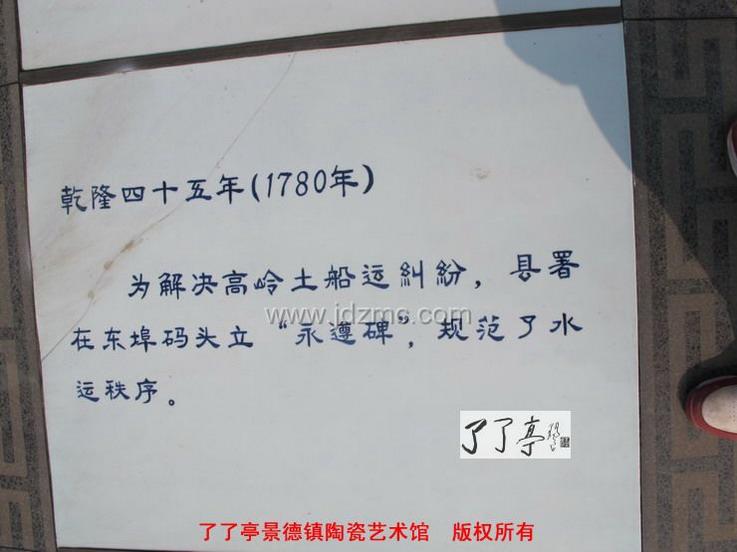 乾隆四十五年(1780年)
为解决高岭土船运糾紛，县署
www.jdzmc.com
在东埠码头立“永遵碑”，规范了水
运秩序。
了了亭
了了亭景德镇陶瓷艺术馆 版权所有